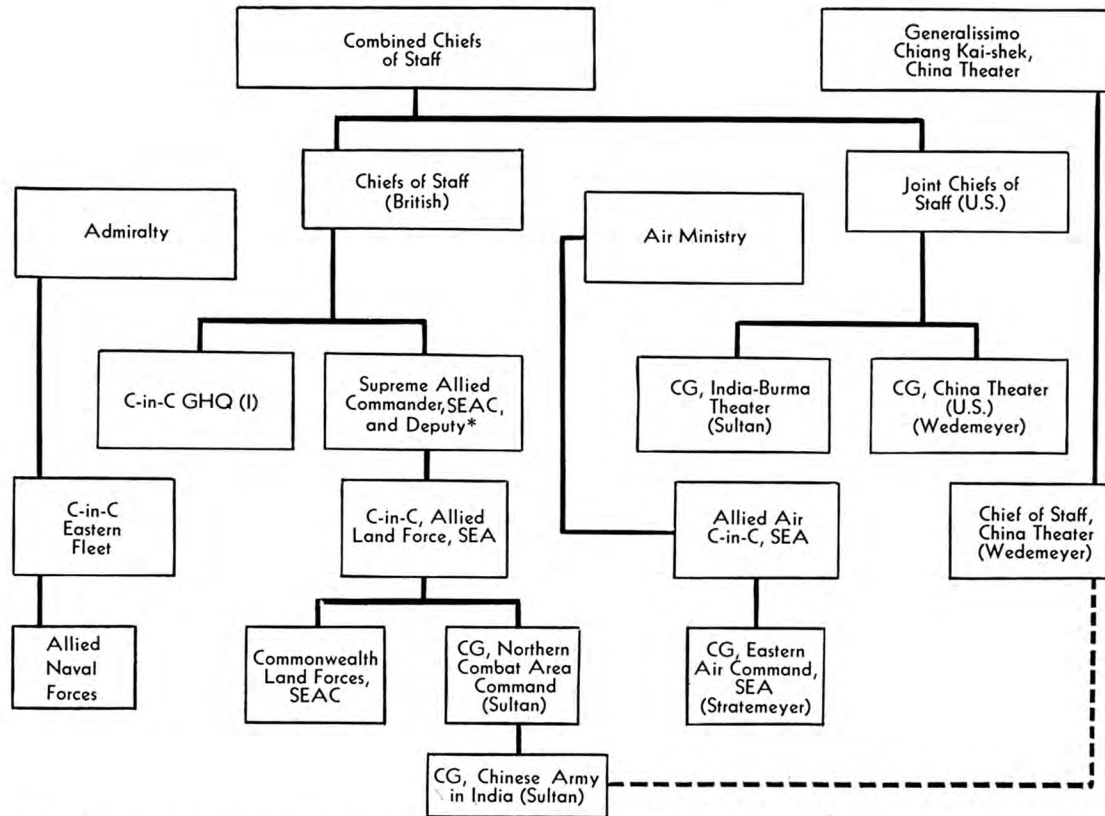 Combined Chiefs
of Staff
Generalissimo
Chiang Kai-shek,
China Theater
Chiefs of Staff
(British)
Joint Chiefs of
Staff (U.S.)
Admiralty
Air Ministry
C-in-C GHQ (I)
Supreme Allied
Commander, SEAC,
and Deputy*
CG, India-Burma
Theater
(Sultan)
CG, China Theater
(U.S.)
(Wedemeyer)
C-in-C
Eastern
Fleet
C-in-C, Allied
Land Force, SEA
Allied Air
C-in-C, SEA
Chief of Staff,
China Theater
(Wedemeyer)
Allied
Naval
Forces
Commonwealth
Land Forces,
SEAC
CG, Northern
Combat Area
Command
(Sultan)
CG, Eastern
Air Command,
SEA
(Stratemeyer)
CG, Chinese Army
in India (Sultan)